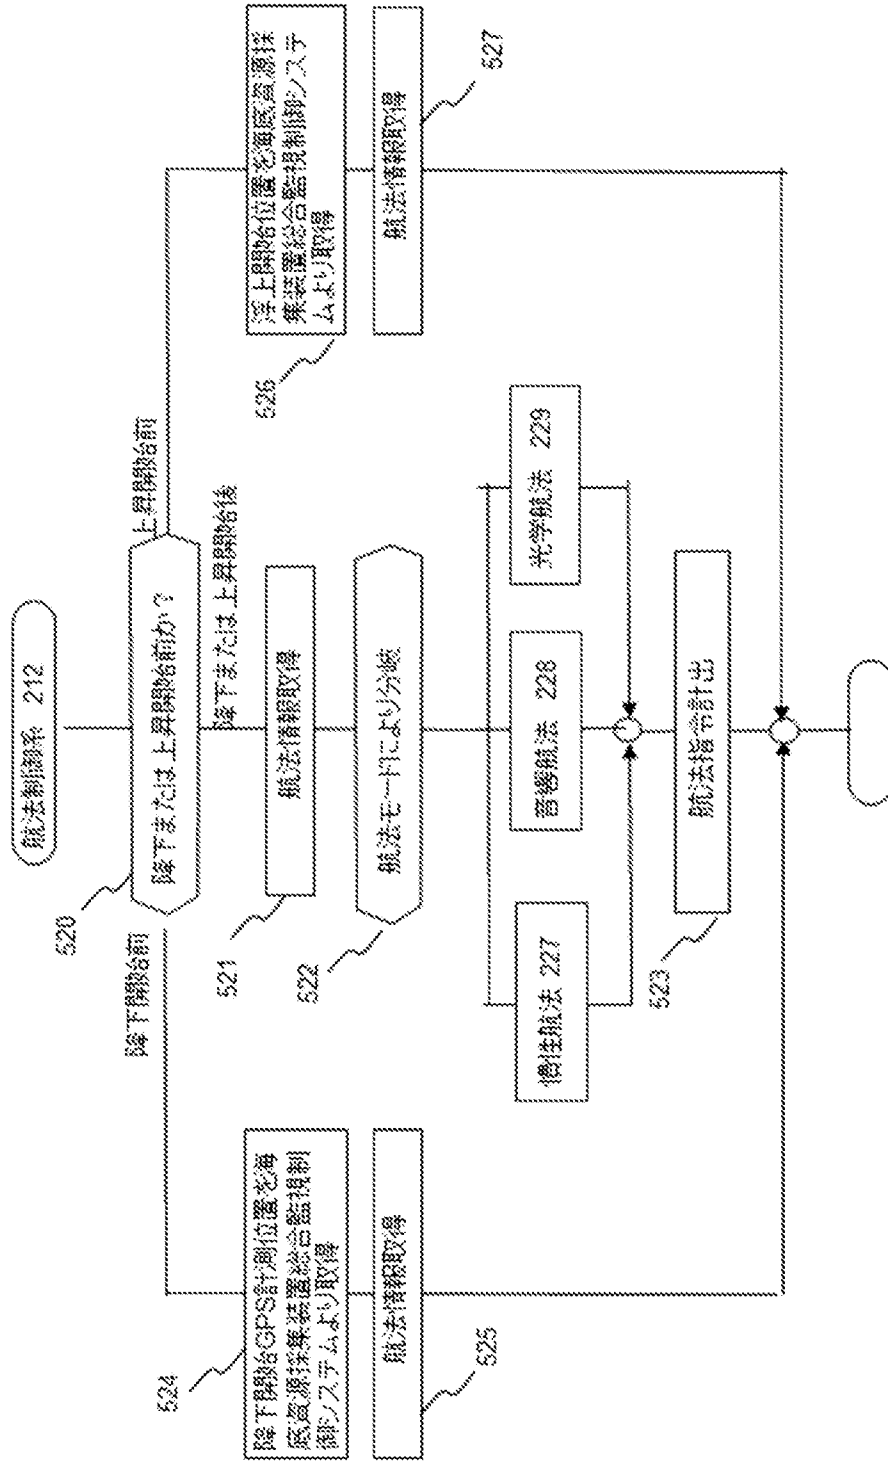 航法制御系 212
520
降下または上昇開始前か?
降下開始前
降下または上昇開始後
上昇開始前
524
降下開始GPS計測位置を海
底資源採集装置総合監視制
御システムより取得
525
航法情報取得
521
航法情報取得
522
航法モードにより分岐
慣性航法 227
音響航法 228
光学航法 229
523
航法指令計出
526
浮上開始位置を海底資源採
集装置総合監視制御システ
ムより取得
航法情報取得
527